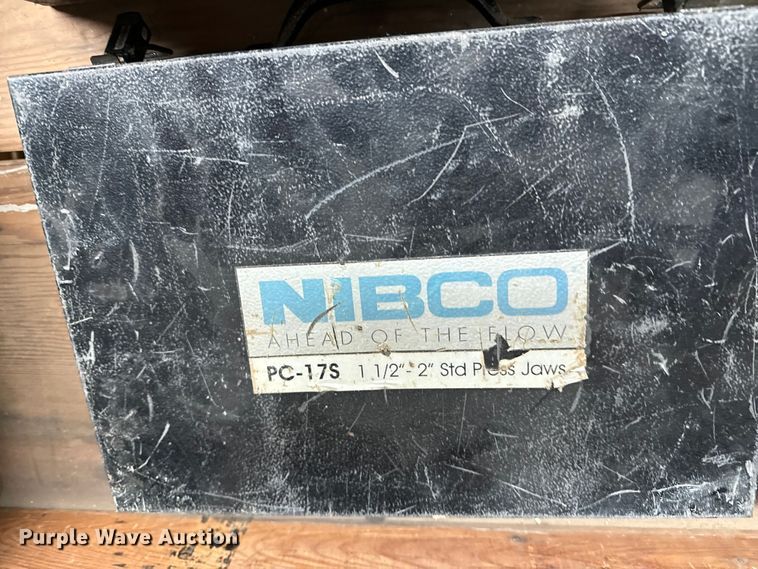 NIBCO
AHEAD OF THE FLOW
PC-17S 1 1/2"- 2" Std Press Jaws
Purple Wave Auction